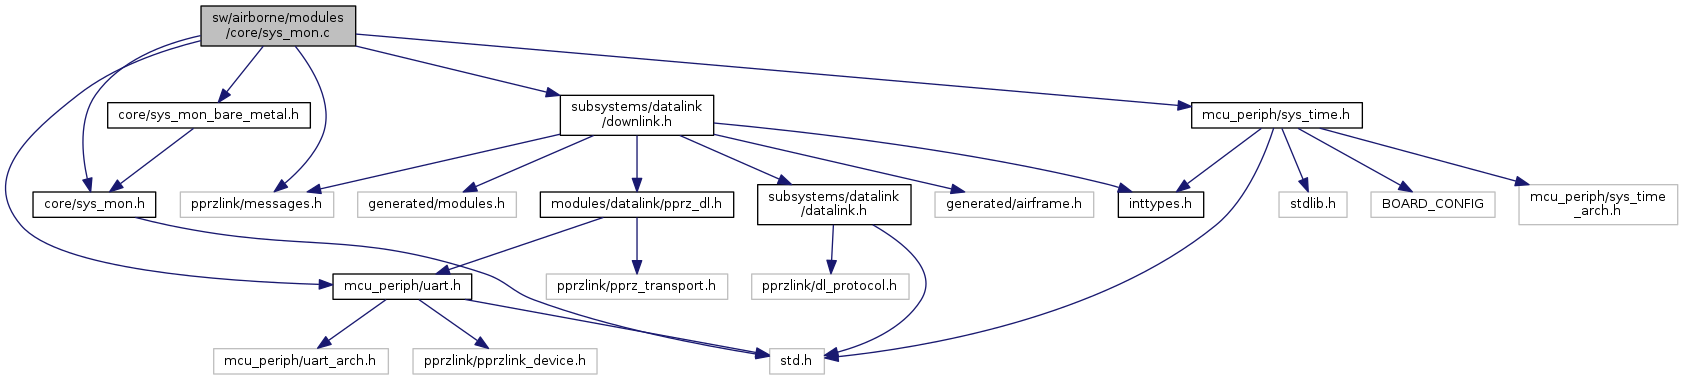 sw/airborne/modules
/core/sys_mon.c
subsystems/datalink
/downlink.h
core/sys_mon_bare_metal.h
mcu_periph/sys_time.h
core/sys_mon.h
pprzlink/messages.h
generated/modules.h
modules/datalink/pprz_dl.h
subsystems/datalink
/datalink.h
generated/airframe.h
inttypes.h
stdlib.h
BOARD_CONFIG
mcu_periph/sys_time
_arch.h
mcu_periph/uart.h
pprzlink/pprz_transport.h
pprzlink/dl_protocol.h
mcu_periph/uart_arch.h
pprzlink/pprzlink_device.h
std.h